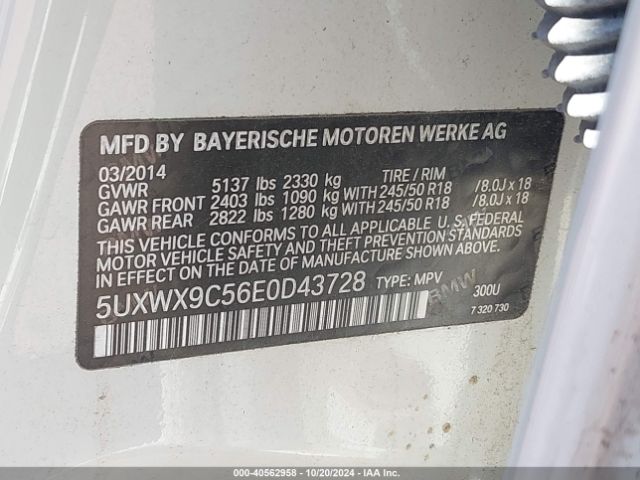 MFD BY BAYERISCHE MOTOREN WERKE AG
03/2014 TIRE / RIM
GVWR 5137 lbs 2330 kg
GAWR FRONT 2403 lbs 1090 kg WITH 245/50 R18 /8.0J x 18
GAWR REAR 2822 lbs 1280 kg WITH 245/50 R18 /8.0J x 18
THIS VEHICLE CONFORMS TO ALL APPLICABLE U.S. FEDERAL
MOTOR VEHICLE SAFETY AND THEFT PREVENTION STANDARDS
IN EFFECT ON THE DATE OF MANUFACTURE SHOWN ABOVE.
5UXWX9C56E0D43728 TYPE: MPV 300U
7 320 730
BMW
000-40562958 - 10/20/2024 - IAA Inc.